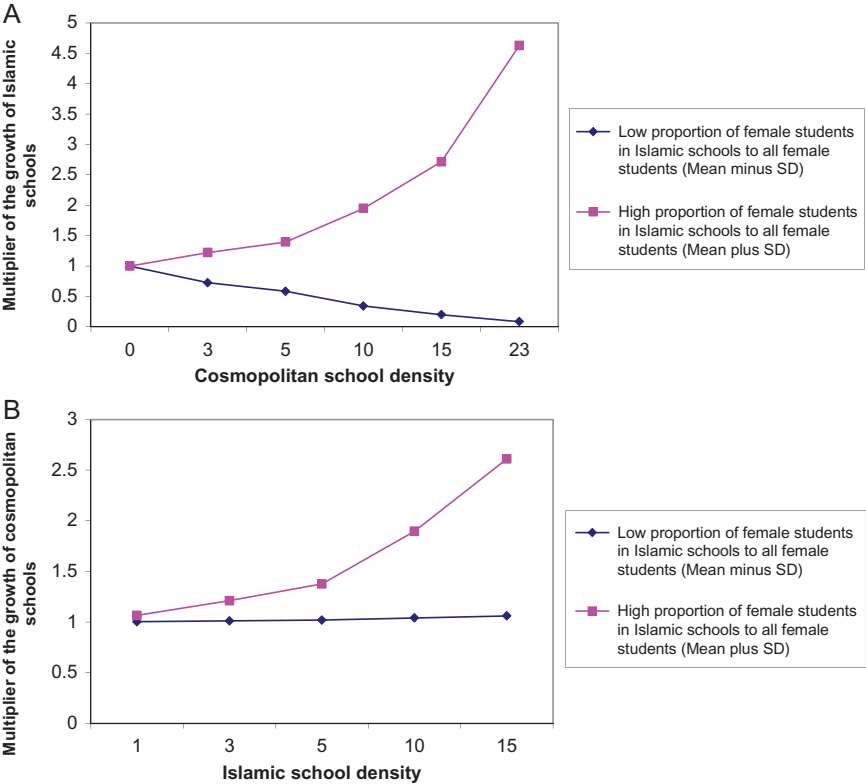 A
5
4.5
4
3.5
3
2.5
2
1.5
1
0.5
0
Multiplier of the growth of Islamic
schools
0 3 5 10 15 23
Cosmopolitan school density
Low proportion of female students
in Islamic schools to all female
students (Mean minus SD)
High proportion of female students
in Islamic schools to all female
students (Mean plus SD)
B
3
2.5
2
1.5
1
0.5
0
Multiplier of the growth of cosmopolitan
schools
1 3 5 10 15
Islamic school density
Low proportion of female students
in Islamic schools to all female
students (Mean minus SD)
High proportion of female students
in Islamic schools to all female
students (Mean plus SD)